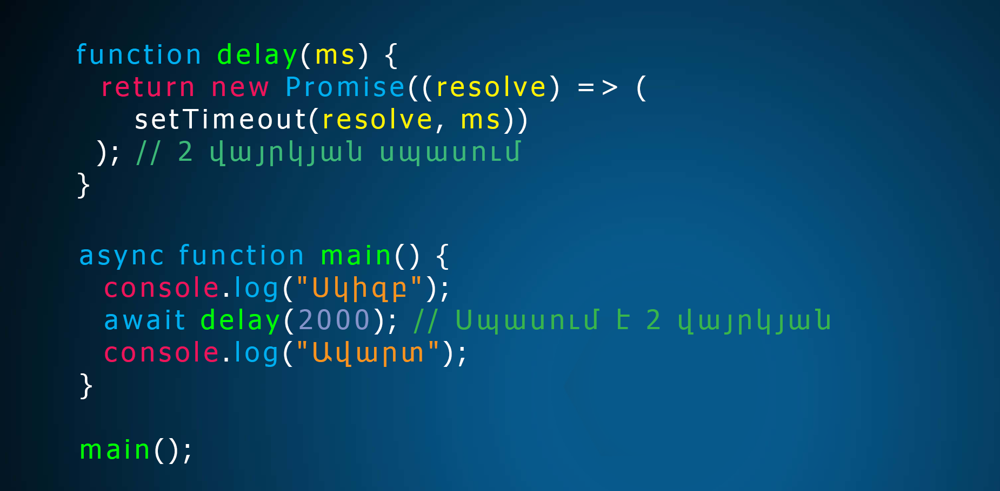 function delay(ms) {
return new Promise((resolve) => (
setTimeout(resolve, ms))
); // 2 վայրկյան սպասում
}
async function main() {
console.log("Սկիզբ");
await delay(2000); // Սպասում է 2 վայրկյան
console.log("Ավարտ");
}
main();